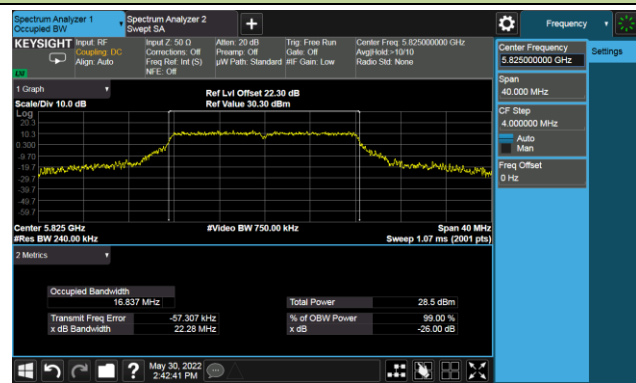 Spectrum Analyzer 1
Occupied BW
Spectrum Analyzer 2
Swept SA
Frequency
KEYSIGHT
Input: RF
Coupling: DC
Align: Auto
Input Z: 50 Ω
Corrections: Off
Freq Ref: Int (S)
NFE: Off
Atten: 20 dB
Preamp: Off
µW Path: Standard
Trig: Free Run
Gate: Off
#IF Gain: Low
Center Freq: 5.825000000 GHz
Avg|Hold:>10/10
Radio Std: None
Center Frequency
5.825000000 GHz
Settings
Span
40.000 MHz
CF Step
4.000000 MHz
Auto
Man
Freq Offset
0 Hz
1 Graph
Scale/Div 10.0 dB
Ref Lvl Offset 22.30 dB
Ref Value 30.30 dBm
Log
20.3
10.3
0.300
-9.70
-19.7
-29.7
-39.7
-49.7
-59.7
Center 5.825 GHz
#Res BW 240.00 kHz
#Video BW 750.00 kHz
Span 40 MHz
Sweep 1.07 ms (2001 pts)
2 Metrics
Occupied Bandwidth
16.837 MHz
Total Power 28.5 dBm
Transmit Freq Error -57.307 kHz
% of OBW Power 99.00 %
x dB Bandwidth 22.28 MHz
x dB -26.00 dB
May 30, 2022
2:42:41 PM